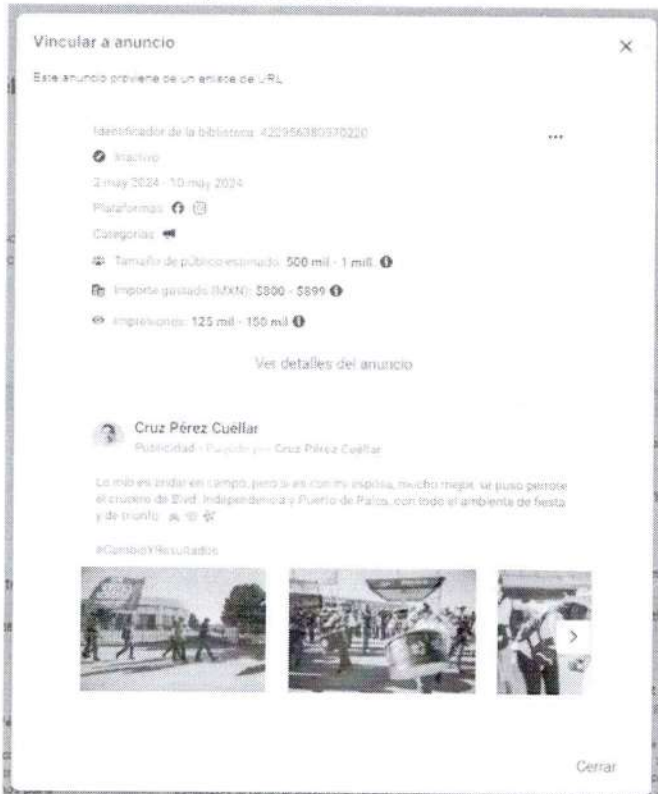 Vincular a anuncio
Este anuncio proviene de un enlace de URL
Identificador de la biblioteca: 422956380970220
Inactivo
2 may 2024 - 10 may 2024
Plataformas
Categorías
Tamaño de público estimado: 500 mil - 1 mill.
Importe gastado (MXN): $800 - $899
Impresiones: 125 mil - 150 mil
Ver detalles del anuncio
Cruz Pérez Cuéllar
Publicidad • Pagado por Cruz Pérez Cuéllar
Lo mío es andar en campo, pero si es con mi esposa, mucho mejor, se puso perrote
el crucero de Blvd. Independencia y Puerto de Palos, con todo el ambiente de fiesta
y de triunfo
#CambioYResultados
Cerrar